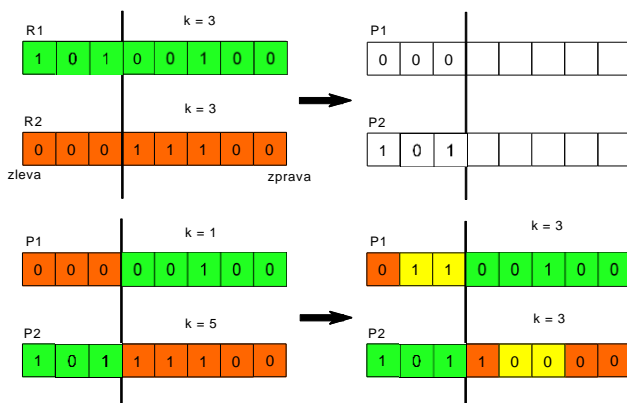 k = 3
R1
1 0 1 0 0 1 0 0
k = 3
R2
0 0 0 1 1 1 0 0
zleva
zprava
P1
0 0 0
P2
1 0 1
k = 1
P1
0 0 0 0 0 1 0 0
k = 5
P2
1 0 1 1 1 1 0 0
k = 3
P1
0 1 1 0 0 1 0 0
k = 3
P2
1 0 1 1 0 0 0 0